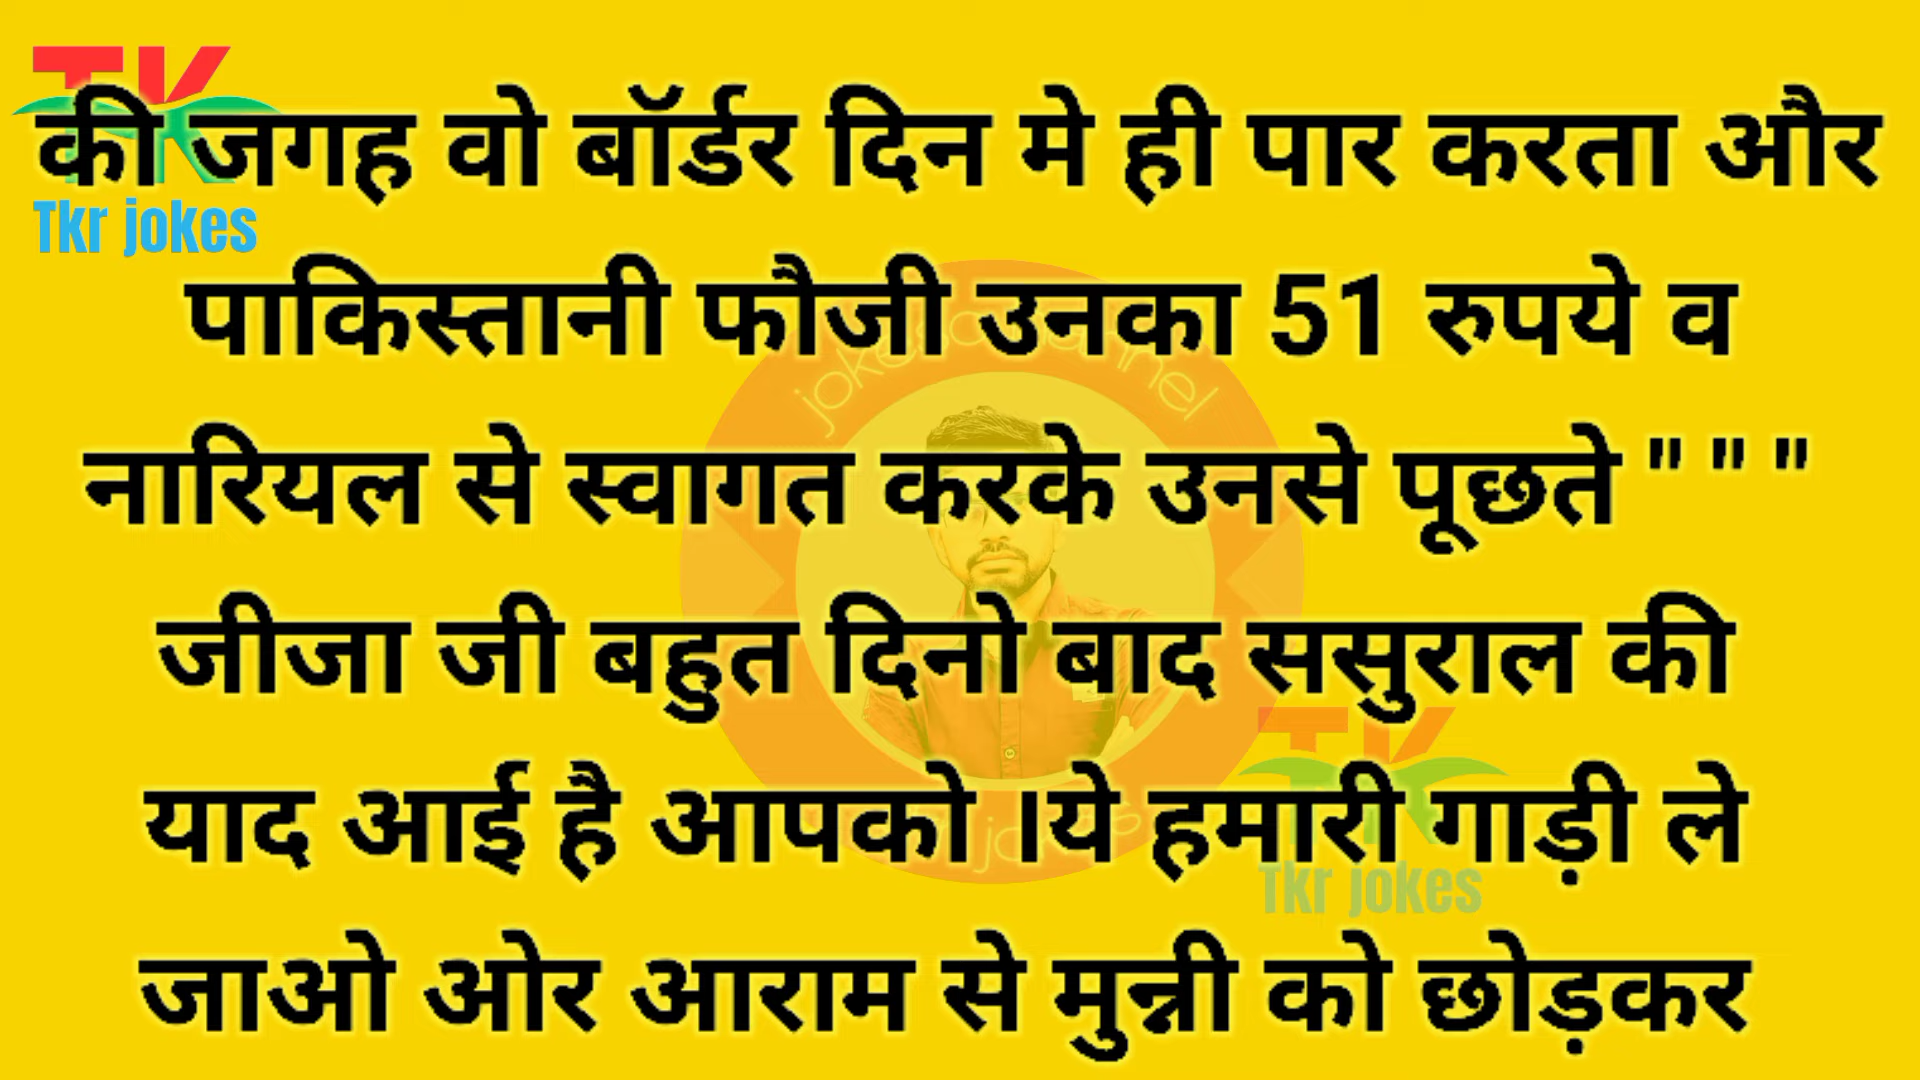 TK
Tkr jokes
की जगह वो बॉर्डर दिन मे ही पार करता और
पाकिस्तानी फौजी उनका 51 रुपये व
नारियल से स्वागत करके उनसे पूछते " " "
जीजा जी बहुत दिनो बाद ससुराल की
याद आई है आपको ।ये हमारी गाड़ी ले
जाओ ओर आराम से मुन्नी को छोड़कर
TK
Tkr jokes